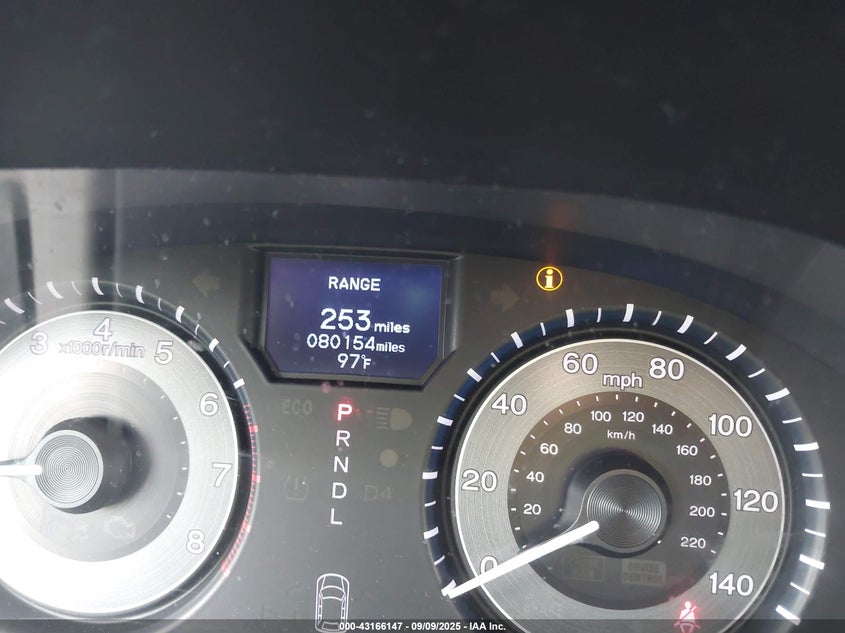 RANGE
253 miles
080154 miles
97°F
3 4 5 6 7 8
x1000r/min
ECO
P
R
N
D
L
D4
0 20 40 60 80 100 120 140
mph
20 40 60 80 100 120 140 160 180 200 220
km/h
CRUISE
CONTROL
000-43166147 - 09/09/2025 - IAA Inc.